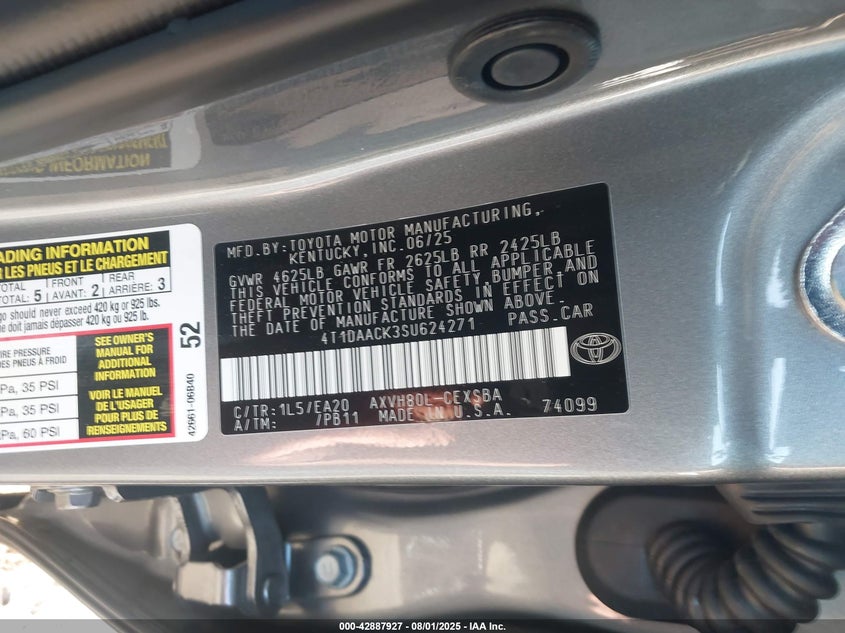 ADING INFORMATION
R LES PNEUS ET LE CHARGEMENT
TOTAL: 5 FRONT AVANT: 2 REAR ARRIÈRE: 3
go should never exceed 420 kg or 925 lbs.
ne doit jamais dépasser 420 kg ou 925 lb.
IRE PRESSURE
DES PNEUS À FROID
Pa, 35 PSI
Pa, 35 PSI
Pa, 60 PSI
SEE OWNER'S
MANUAL FOR
ADDITIONAL
INFORMATION
VOIR LE MANUEL
DE L'USAGER
POUR PLUS DE
RENSEIGNEMENTS
52
42661-06B40
MFD.BY:TOYOTA MOTOR MANUFACTURING,
KENTUCKY, INC.06/25
GVWR 4625LB GAWR FR 2625LB RR 2425LB
THIS VEHICLE CONFORMS TO ALL APPLICABLE
FEDERAL MOTOR VEHICLE SAFETY,BUMPER,AND
THEFT PREVENTION STANDARDS IN EFFECT ON
THE DATE OF MANUFACTURE SHOWN ABOVE.
4T1DAACK3SU624271 PASS.CAR
C/TR:1L5/EA20 AXVH80L-CEXSBA
A/TM: /PB11 MADE IN U.S.A. 74099
000-42887927 - 08/01/2025 - IAA Inc.